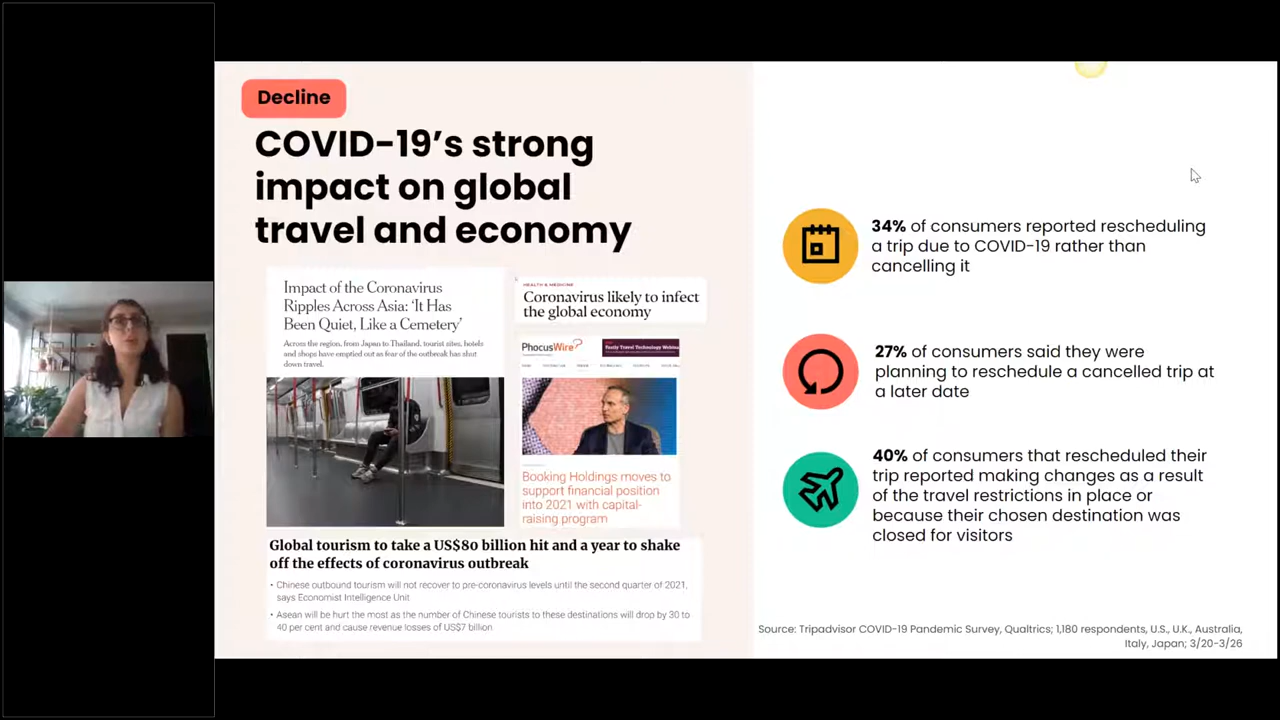 Decline
COVID-19's strong
impact on global
travel and economy
Impact of the Coronavirus
Ripples Across Asia: 'It Has
Been Quiet, Like a Cemetery'
Across the region, from Japan to Thailand, tourist sites, hotels
and shops have emptied out as fear of the outbreak has shut
down travel.
HEALTH & MEDICINE
Coronavirus likely to infect
the global economy
PhocusWire
Booking Holdings moves to
support financial position
into 2021 with capital-
raising program
Global tourism to take a US$80 billion hit and a year to shake
off the effects of coronavirus outbreak
• Chinese outbound tourism will not recover to pre-coronavirus levels until the second quarter of 2021,
says Economist Intelligence Unit
• Asean will be hurt the most as the number of Chinese tourists to these destinations will drop by 30 to
40 per cent and cause revenue losses of US$7 billion
34% of consumers reported rescheduling
a trip due to COVID-19 rather than
cancelling it
27% of consumers said they were
planning to reschedule a cancelled trip at
a later date
40% of consumers that rescheduled their
trip reported making changes as a result
of the travel restrictions in place or
because their chosen destination was
closed for visitors
Source: Tripadvisor COVID-19 Pandemic Survey, Qualtrics; 1,180 respondents, U.S., U.K., Australia,
Italy, Japan; 3/20-3/26